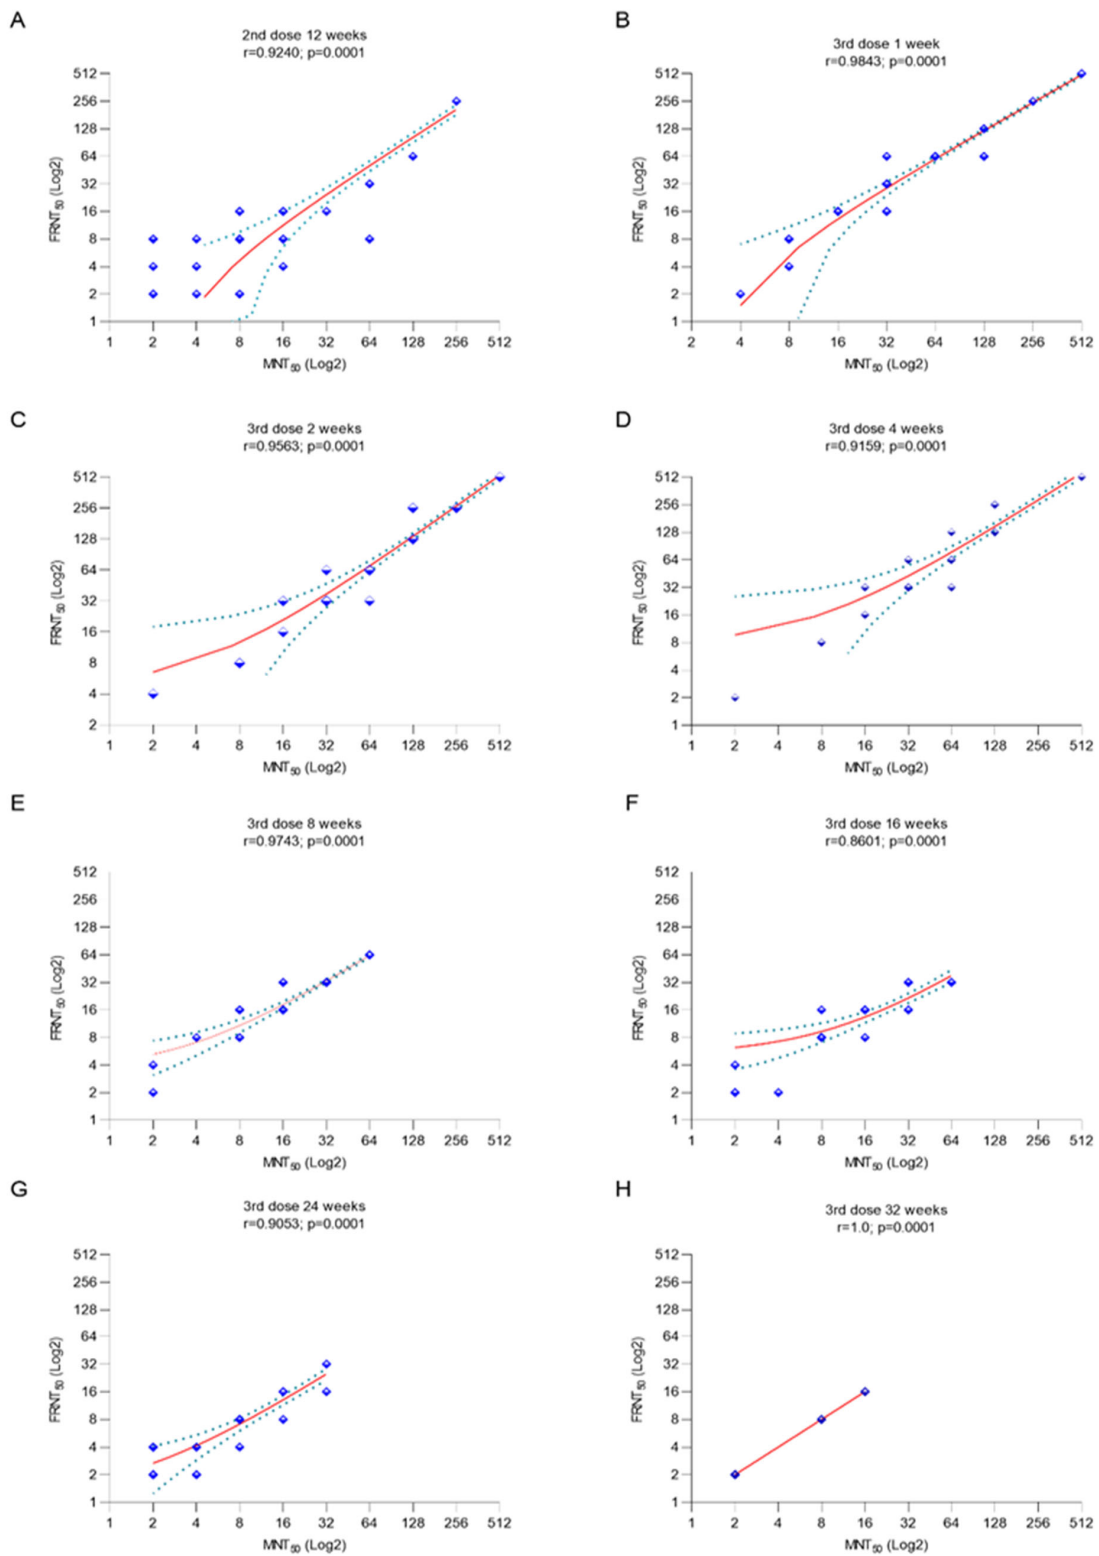 A
2nd dose 12 weeks
r=0.9240; p=0.0001
FRNT50 (Log2)
512
256
128
64
32
16
8
4
2
1
1 2 4 8 16 32 64 128 256 512
MNT50 (Log2)
B
3rd dose 1 week
r=0.9843; p=0.0001
FRNT50 (Log2)
512
256
128
64
32
16
8
4
2
1
2 4 8 16 32 64 128 256 512
MNT50 (Log2)
C
3rd dose 2 weeks
r=0.9563; p=0.0001
FRNT50 (Log2)
512
256
128
64
32
16
8
4
2
1 2 4 8 16 32 64 128 256 512
MNT50 (Log2)
D
3rd dose 4 weeks
r=0.9159; p=0.0001
FRNT50 (Log2)
512
256
128
64
32
16
8
4
2
1
1 2 4 8 16 32 64 128 256 512
MNT50 (Log2)
E
3rd dose 8 weeks
r=0.9743; p=0.0001
FRNT50 (Log2)
512
256
128
64
32
16
8
4
2
1
1 2 4 8 16 32 64 128 256 512
MNT50 (Log2)
F
3rd dose 16 weeks
r=0.8601; p=0.0001
FRNT50 (Log2)
512
256
128
64
32
16
8
4
2
1
1 2 4 8 16 32 64 128 256 512
MNT50 (Log2)
G
3rd dose 24 weeks
r=0.9053; p=0.0001
FRNT50 (Log2)
512
256
128
64
32
16
8
4
2
1
1 2 4 8 16 32 64 128 256 512
MNT50 (Log2)
H
3rd dose 32 weeks
r=1.0; p=0.0001
FRNT50 (Log2)
512
256
128
64
32
16
8
4
2
1
1 2 4 8 16 32 64 128 256 512
MNT50 (Log2)